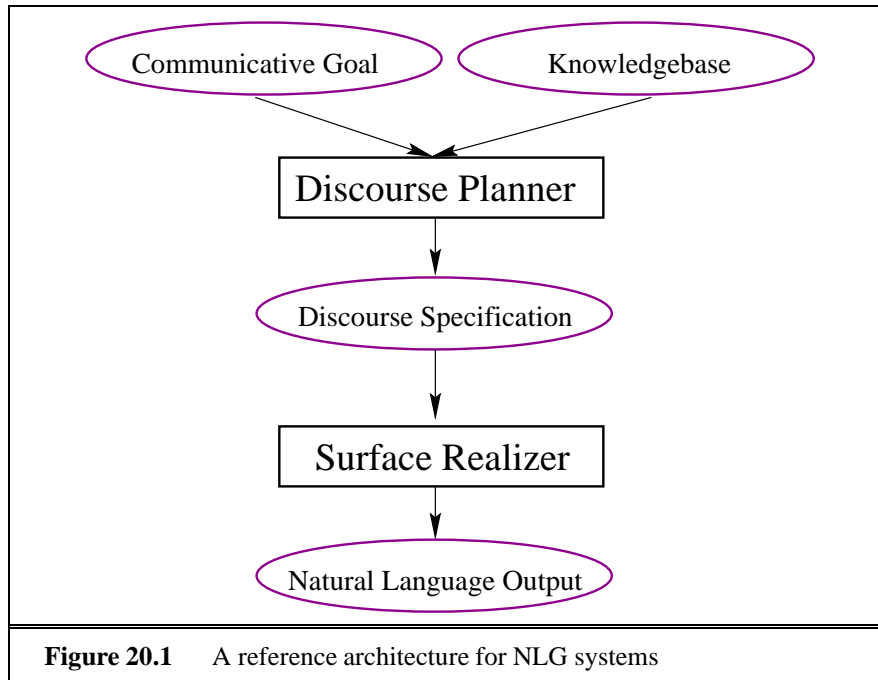 Communicative Goal
Knowledgebase
Discourse Planner
Discourse Specification
Surface Realizer
Natural Language Output
Figure 20.1 A reference architecture for NLG systems